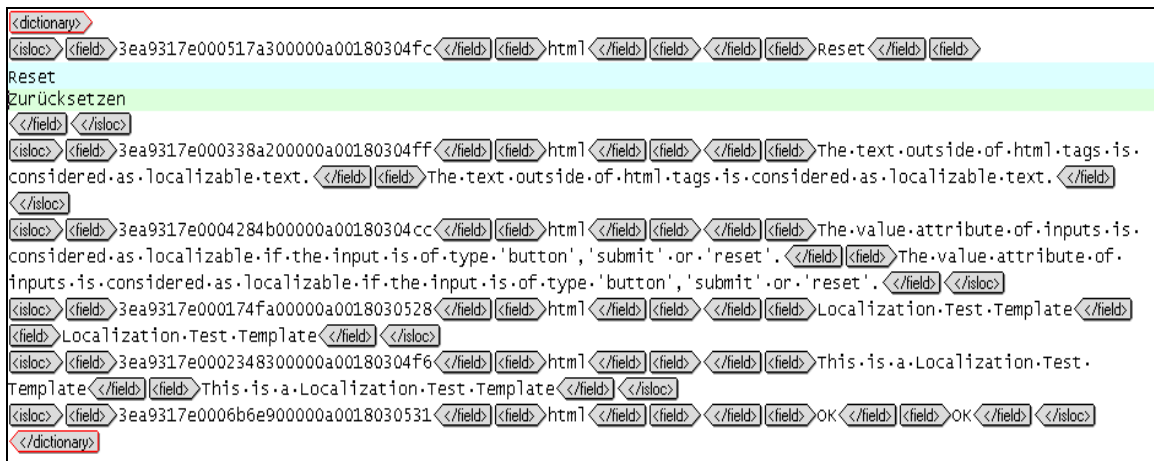 <dictionary>
<isloc><field>3ea9317e000517a300000a00180304fc</field><field>html</field><field></field><field>Reset</field><field>
Reset
Zurücksetzen
</field></isloc>
<isloc><field>3ea9317e000338a200000a00180304ff</field><field>html</field><field></field><field>The·text·outside·of·html·tags·is·
considered·as·localizable·text.</field><field>The·text·outside·of·html·tags·is·considered·as·localizable·text.</field>
</isloc>
<isloc><field>3ea9317e0004284b00000a00180304cc</field><field>html</field><field></field><field>The·value·attribute·of·inputs·is·
considered·as·localizable·if·the·input·is·of·type·'button','submit'·or·'reset'.</field><field>The·value·attribute·of·
inputs·is·considered·as·localizable·if·the·input·is·of·type·'button','submit'·or·'reset'.</field></isloc>
<isloc><field>3ea9317e000174fa00000a0018030528</field><field>html</field><field></field><field>Localization·Test·Template</field>
<field>Localization·Test·Template</field></isloc>
<isloc><field>3ea9317e0002348300000a00180304f6</field><field>html</field><field></field><field>This·is·a·Localization·Test·
Template</field><field>This·is·a·Localization·Test·Template</field></isloc>
<isloc><field>3ea9317e0006b6e900000a0018030531</field><field>html</field><field></field><field>OK</field><field>OK</field></isloc>
</dictionary>